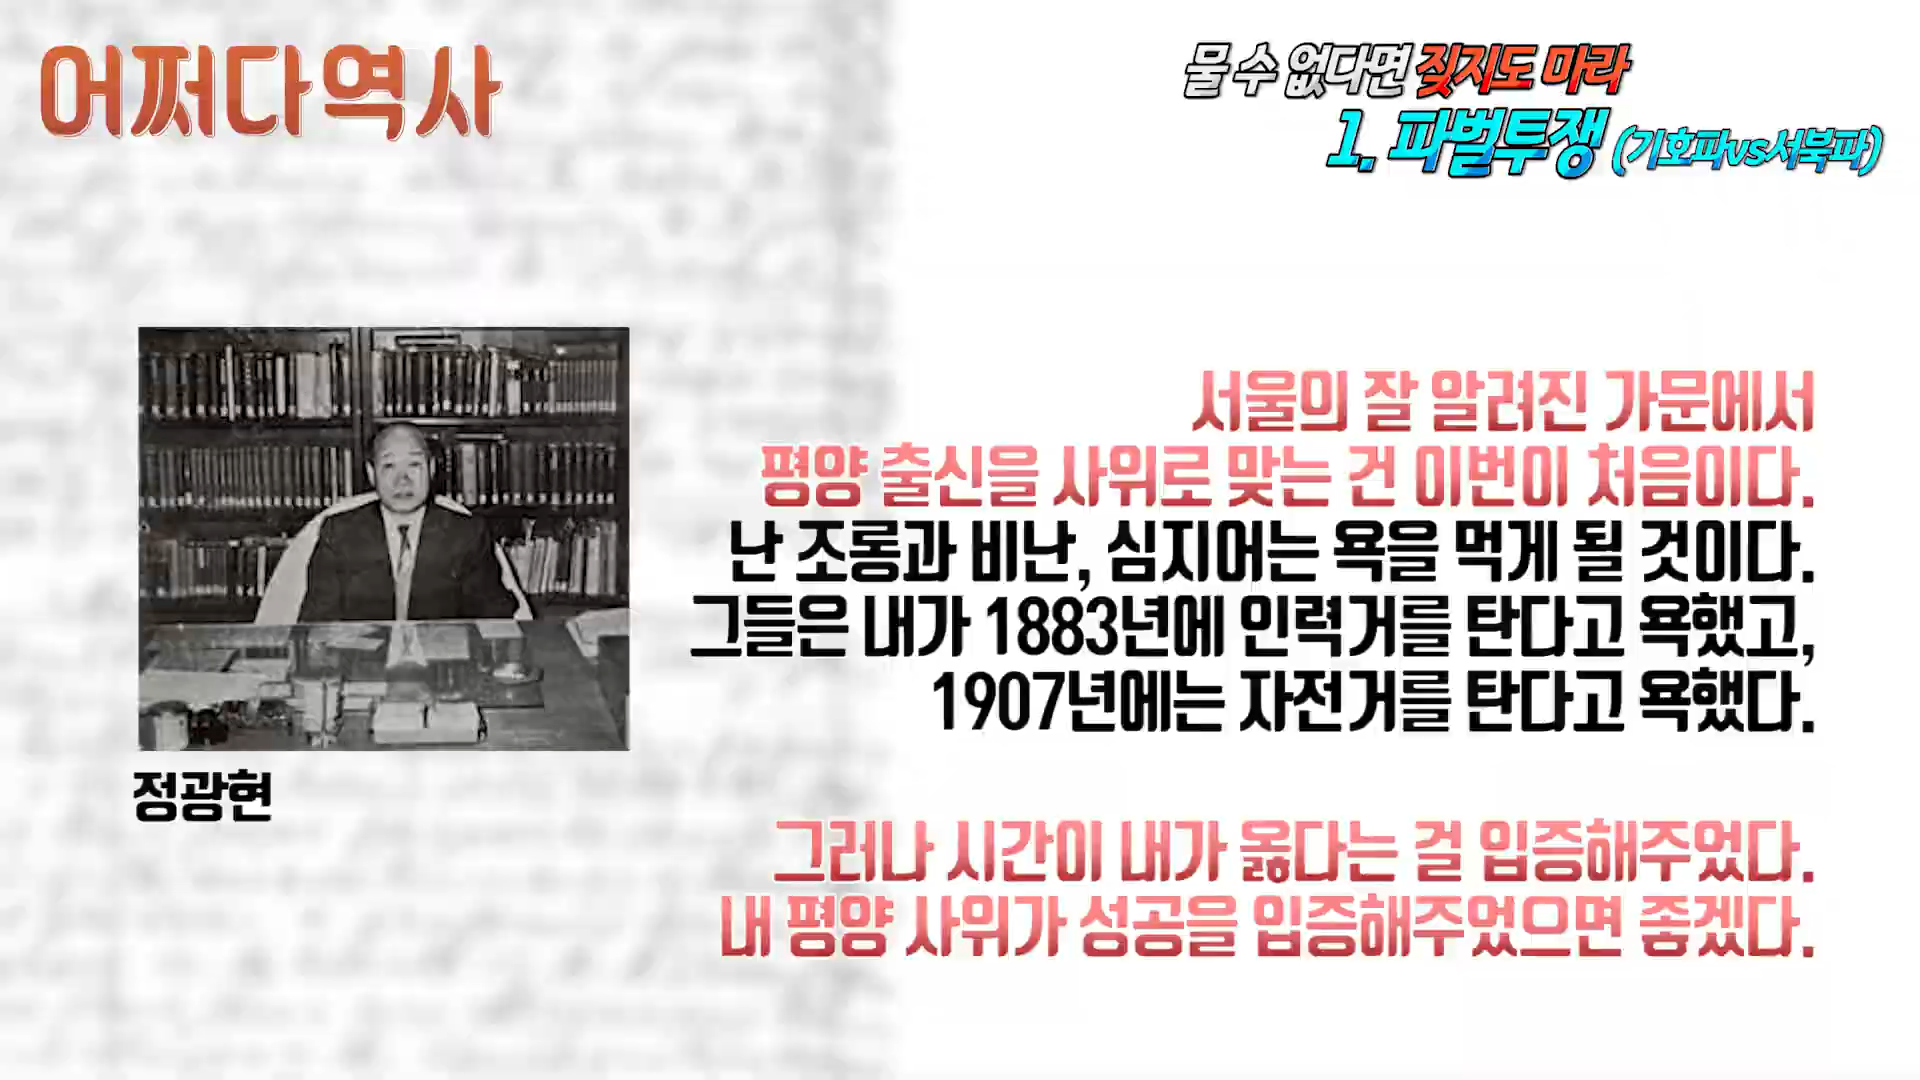 어쩌다역사
물 수 없다면 짖지도 마라
1. 파벌투쟁 (기호파vs서북파)
서울의 잘 알려진 가문에서
평양 출신을 사위로 맞는 건 이번이 처음이다.
난 조롱과 비난, 심지어는 욕을 먹게 될 것이다.
그들은 내가 1883년에 인력거를 탄다고 욕했고,
1907년에는 자전거를 탄다고 욕했다.
정광현
그러나 시간이 내가 옳다는 걸 입증해주었다.
내 평양 사위가 성공을 입증해주었으면 좋겠다.